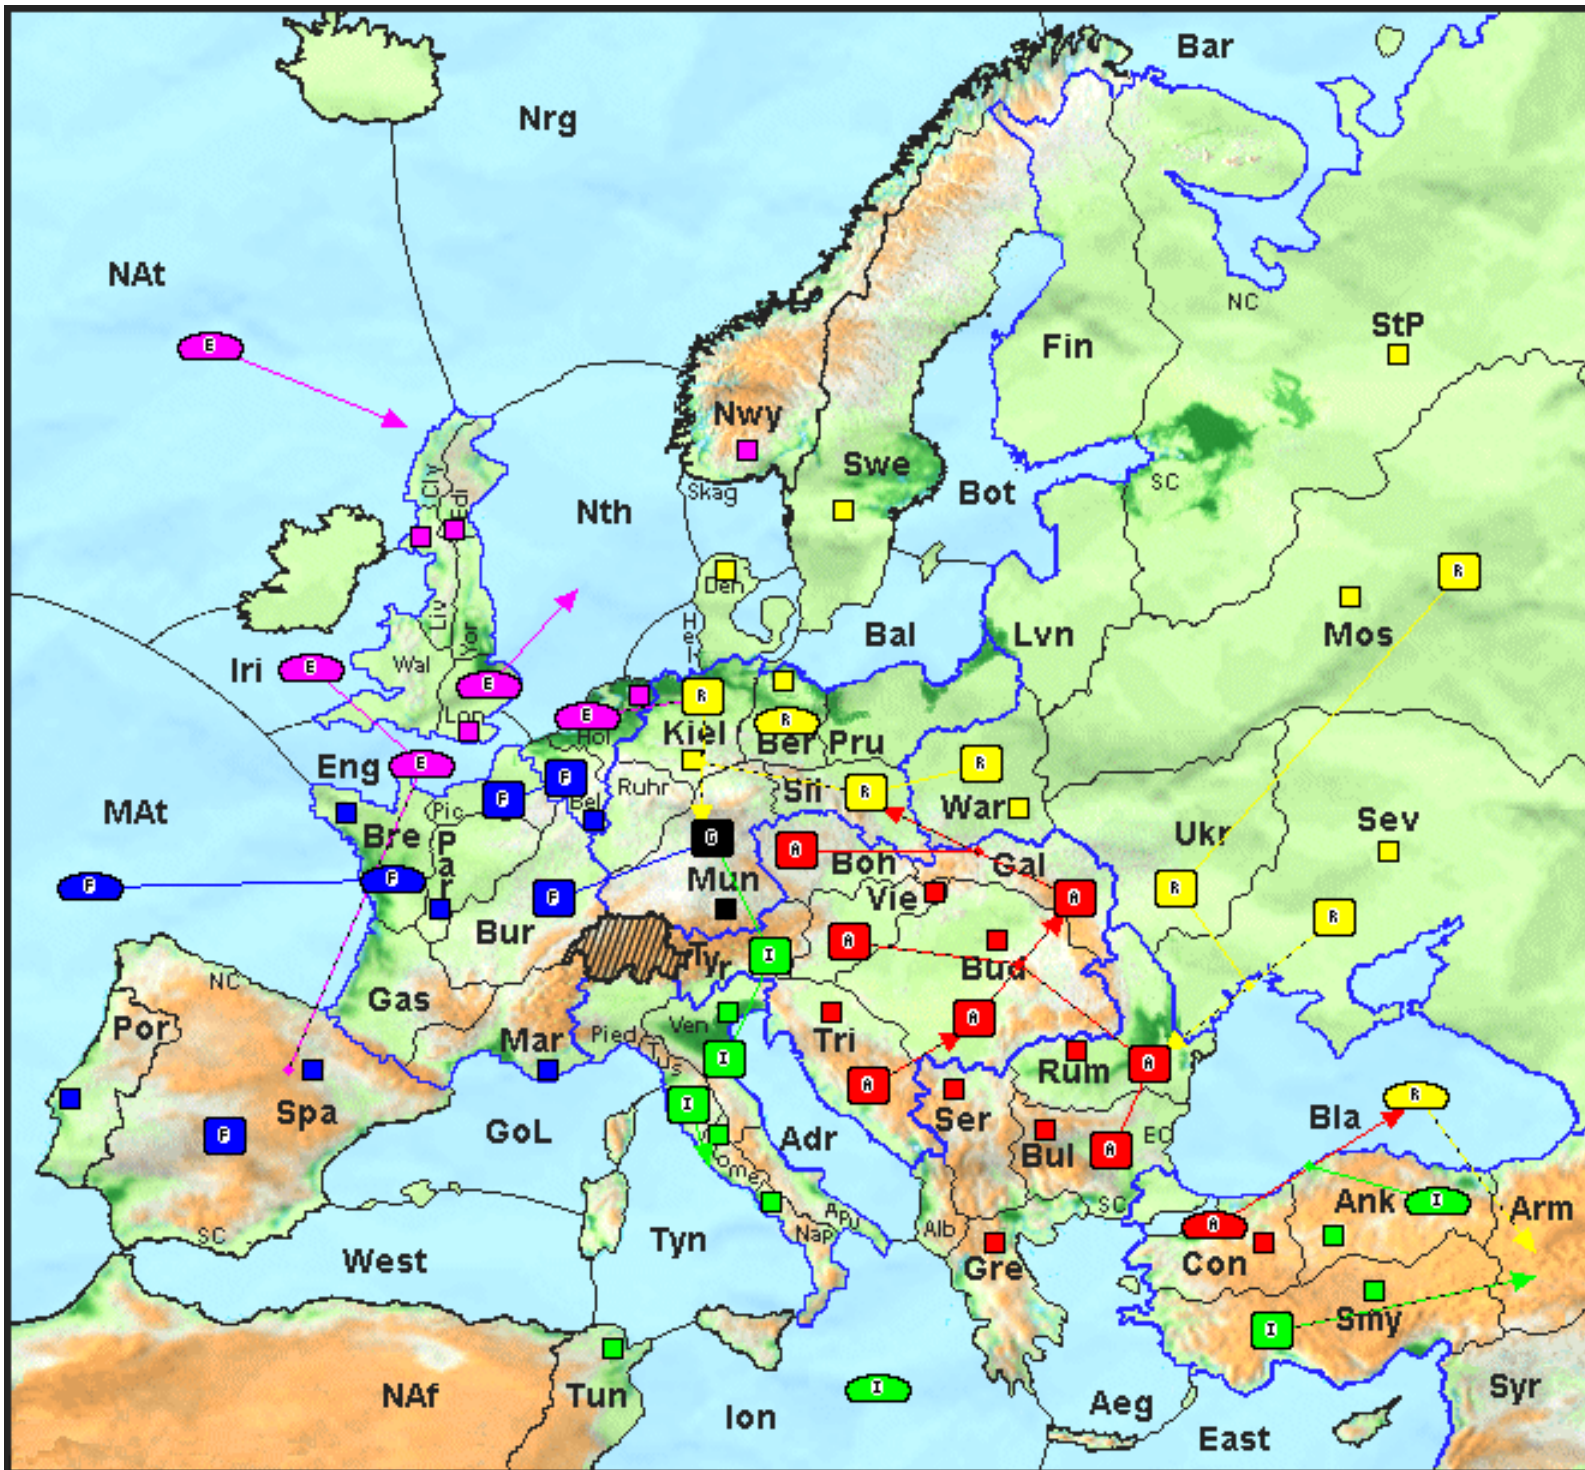 Bar
Nrg
NAt
NC
StP
Fin
Nwy
Swe
Cly
Edl
Skag
Bot
SC
Nth
E
R
Den
Hel
Liv
Yor
Bal
Lvn
Mos
Iri
E
Wal
E
R
E
Lon
Hol
Kiel
R
Ber
Pru
Eng
E
F
F
R
R
Bel
Ruhr
Sil
War
MAt
Pic
Bre
Par
G
A
Boh
Gal
Ukr
Sev
F
F
F
Mun
Vie
A
R
R
Bur
A
Tyr
I
Bud
NC
Gas
Por
Mar
Pied
Ven
Tri
A
Tus
I
Rum
A
Spa
I
A
Ser
R
Bla
F
GoL
Adr
Bul
A
EC
Rome
SC
Ank
I
Arm
SC
Tyn
Apu
Nap
Alb
A
West
Gre
Con
Smy
I
NAf
Tun
I
Ion
Aeg
Syr
East